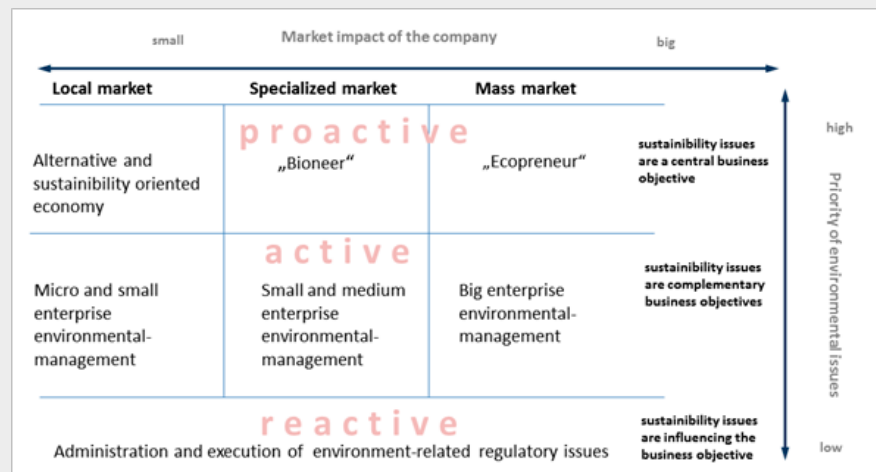 Market impact of the company
small
big
Local market
Specialized market
Mass market
proactive
high
Alternative and
sustainibility oriented
economy
„Bioneer“
„Ecopreneur“
sustainibility issues
are a central business
objective
Priority of environmental issues
active
Micro and small
enterprise
environmental-
management
Small and medium
enterprise
environmental-
management
Big enterprise
environmental-
management
sustainibility issues
are complementary
business objectives
reactive
Administration and execution of environment-related regulatory issues
sustainibility issues
are influencing the
business objective
low